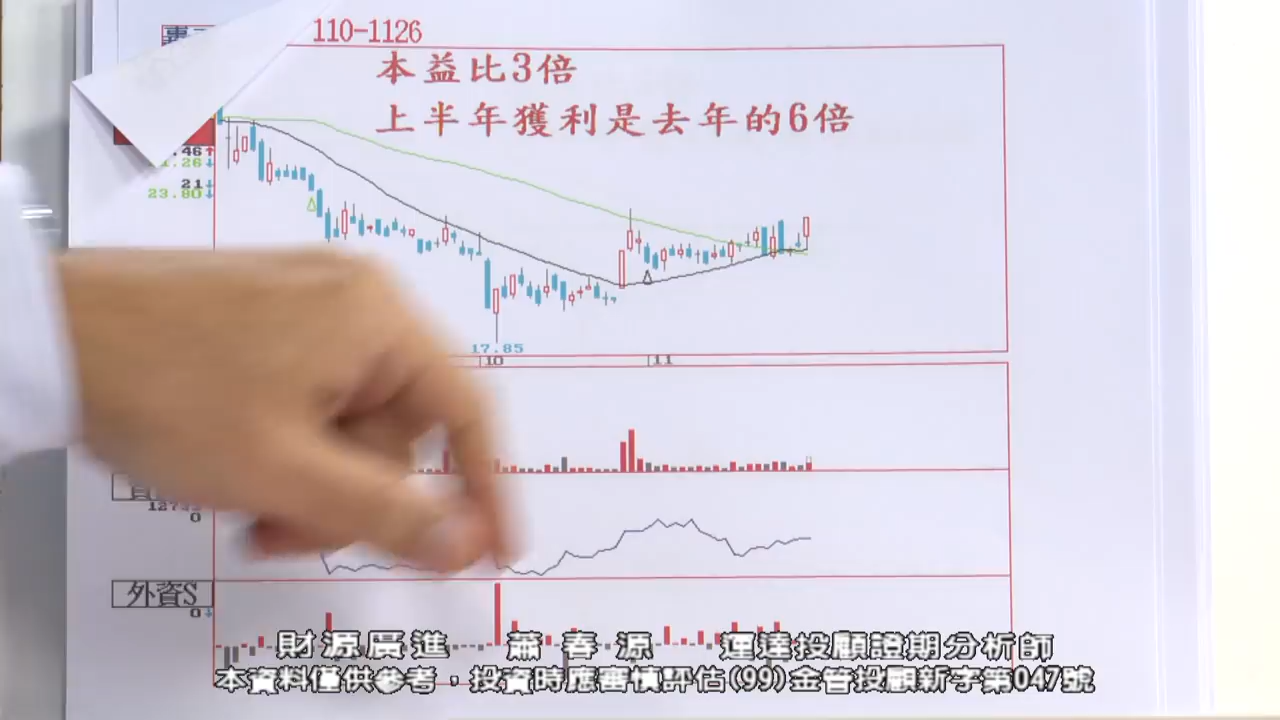 110-1126
本益比3倍
上半年獲利是去年的6倍
.46↑
.26↓
21↓
23.80↓
17.85
10
11
0
外資S
0↓
財源廣進 蕭春源 運達投顧證期分析師
本資料僅供參考，投資時應審慎評估(99)金管投顧新字第047號